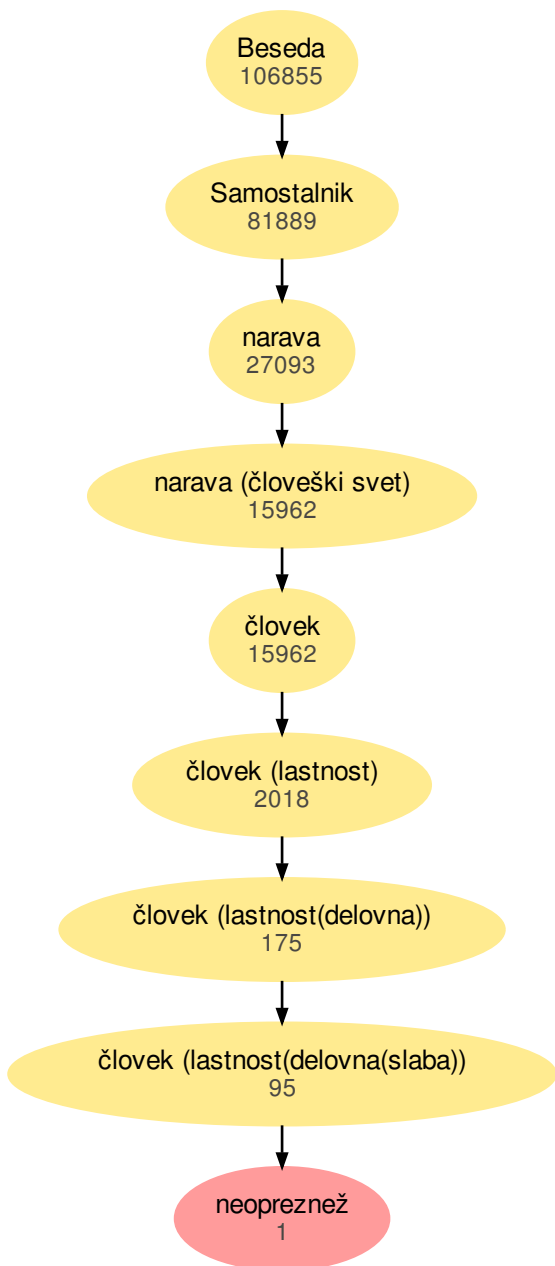 Beseda
106855
Samostalnik
81889
narava
27093
narava (človeški svet)
15962
človek
15962
človek (lastnost)
2018
človek (lastnost(delovna))
175
človek (lastnost(delovna(slaba))
95
neopreznež
1